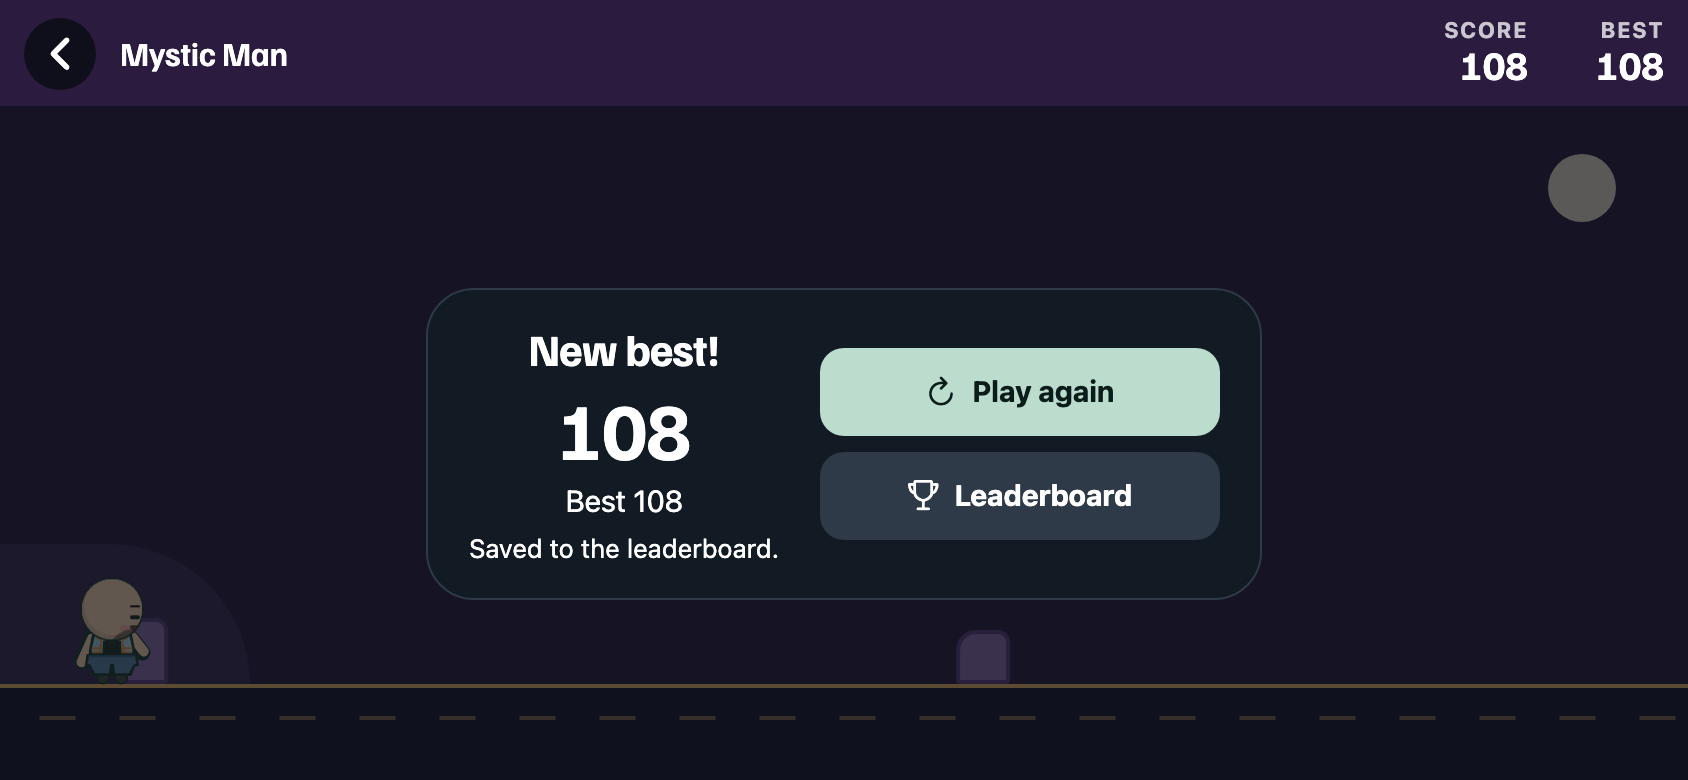 Mystic Man
SCORE
108
BEST
108
New best!
108
Best 108
Saved to the leaderboard.
Play again
Leaderboard